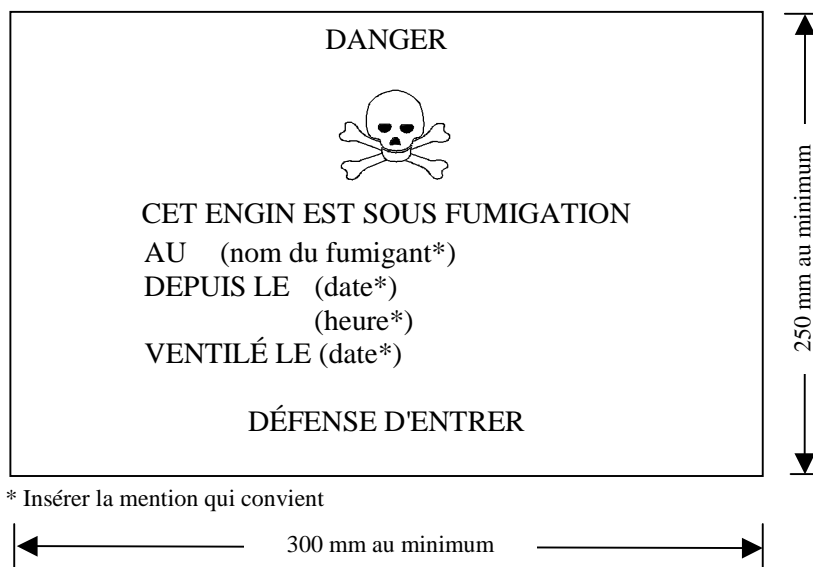 DANGER
CET ENGIN EST SOUS FUMIGATION
AU (nom du fumigant*)
DEPUIS LE (date*)
(heure*)
VENTILÉ LE (date*)
DÉFENSE D'ENTRER
250 mm au minimum
* Insérer la mention qui convient
300 mm au minimum